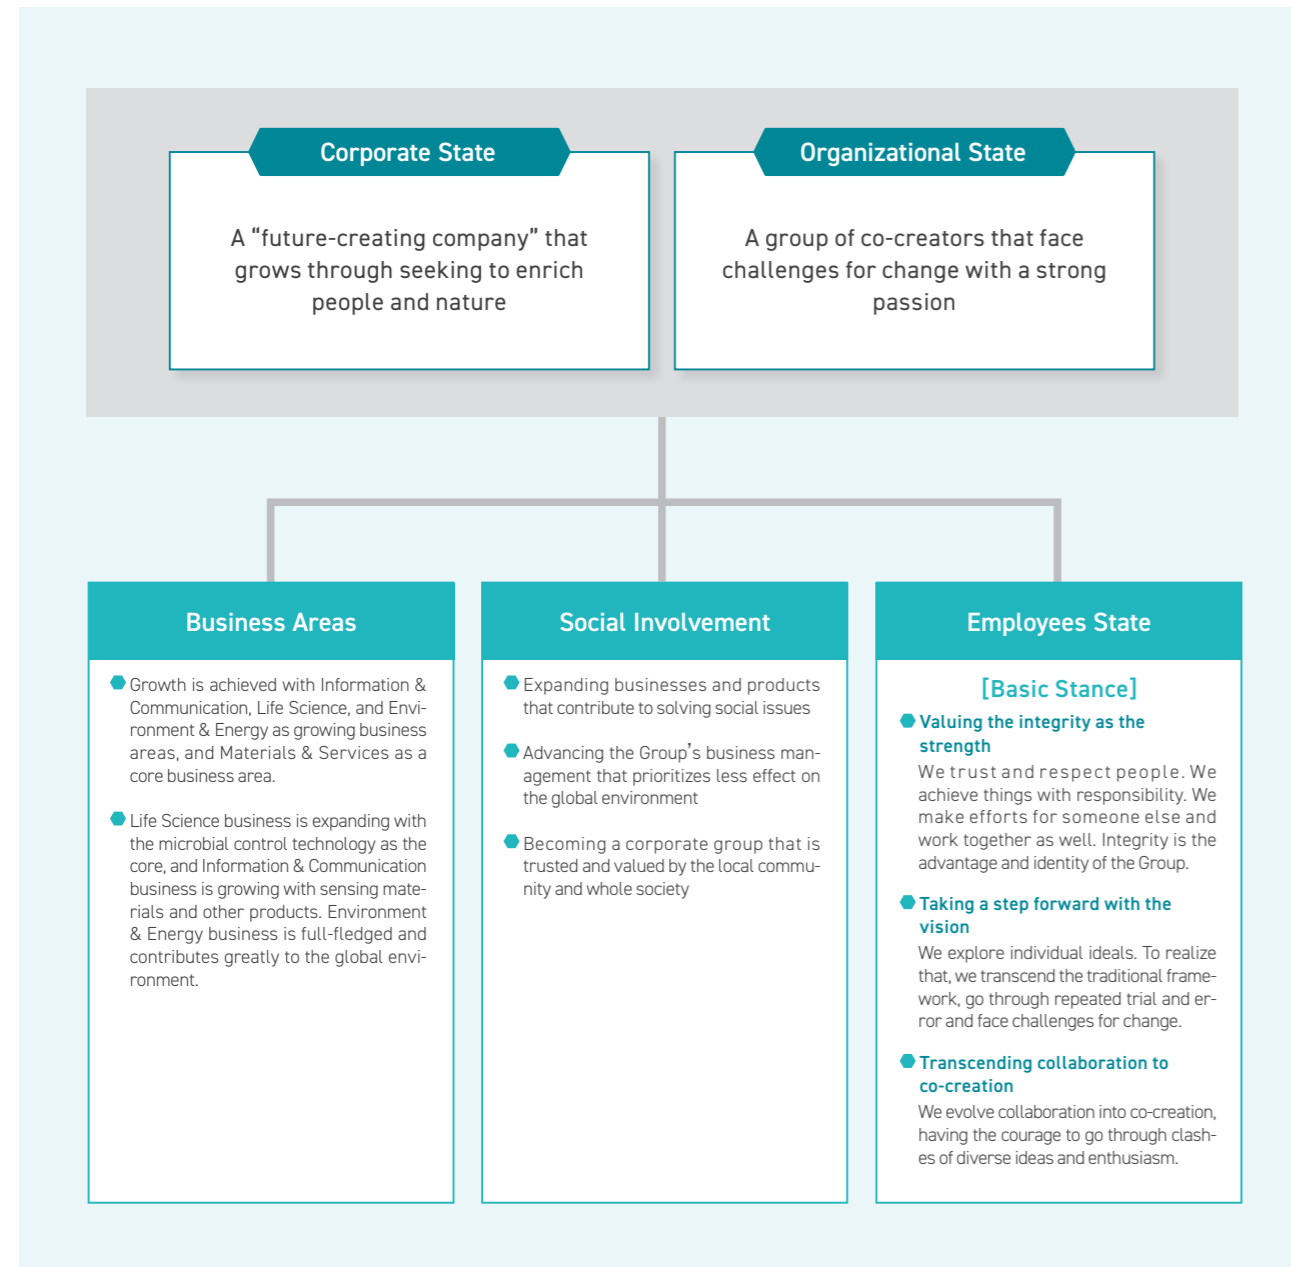 Corporate State
A “future-creating company” that
grows through seeking to enrich
people and nature
Organizational State
A group of co-creators that face
challenges for change with a strong
passion
Business Areas
Growth is achieved with Information &
Communication, Life Science, and Envi-
ronment & Energy as growing business
areas, and Materials & Services as a
core business area.
Life Science business is expanding with
the microbial control technology as the
core, and Information & Communication
business is growing with sensing mate-
rials and other products. Environment
& Energy business is full-fledged and
contributes greatly to the global envi-
ronment.
Social Involvement
Expanding businesses and products
that contribute to solving social issues
Advancing the Group’s business man-
agement that prioritizes less effect on
the global environment
Becoming a corporate group that is
trusted and valued by the local commu-
nity and whole society
Employees State
[Basic Stance]
Valuing the integrity as the
strength
We trust and respect people. We
achieve things with responsibility. We
make efforts for someone else and
work together as well. Integrity is the
advantage and identity of the Group.
Taking a step forward with the
vision
We explore individual ideals. To realize
that, we transcend the traditional frame-
work, go through repeated trial and er-
ror and face challenges for change.
Transcending collaboration to
co-creation
We evolve collaboration into co-creation,
having the courage to go through clash-
es of diverse ideas and enthusiasm.